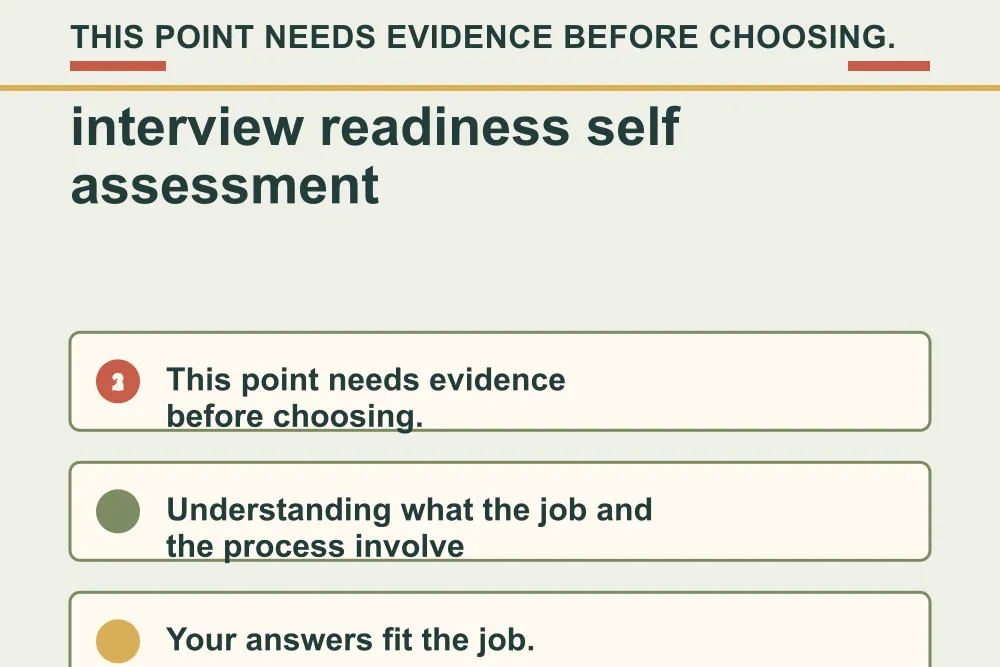 THIS POINT NEEDS EVIDENCE BEFORE CHOOSING.
interview readiness self
assessment
This point needs evidence
before choosing.
Understanding what the job and
the process involve
Your answers fit the job.